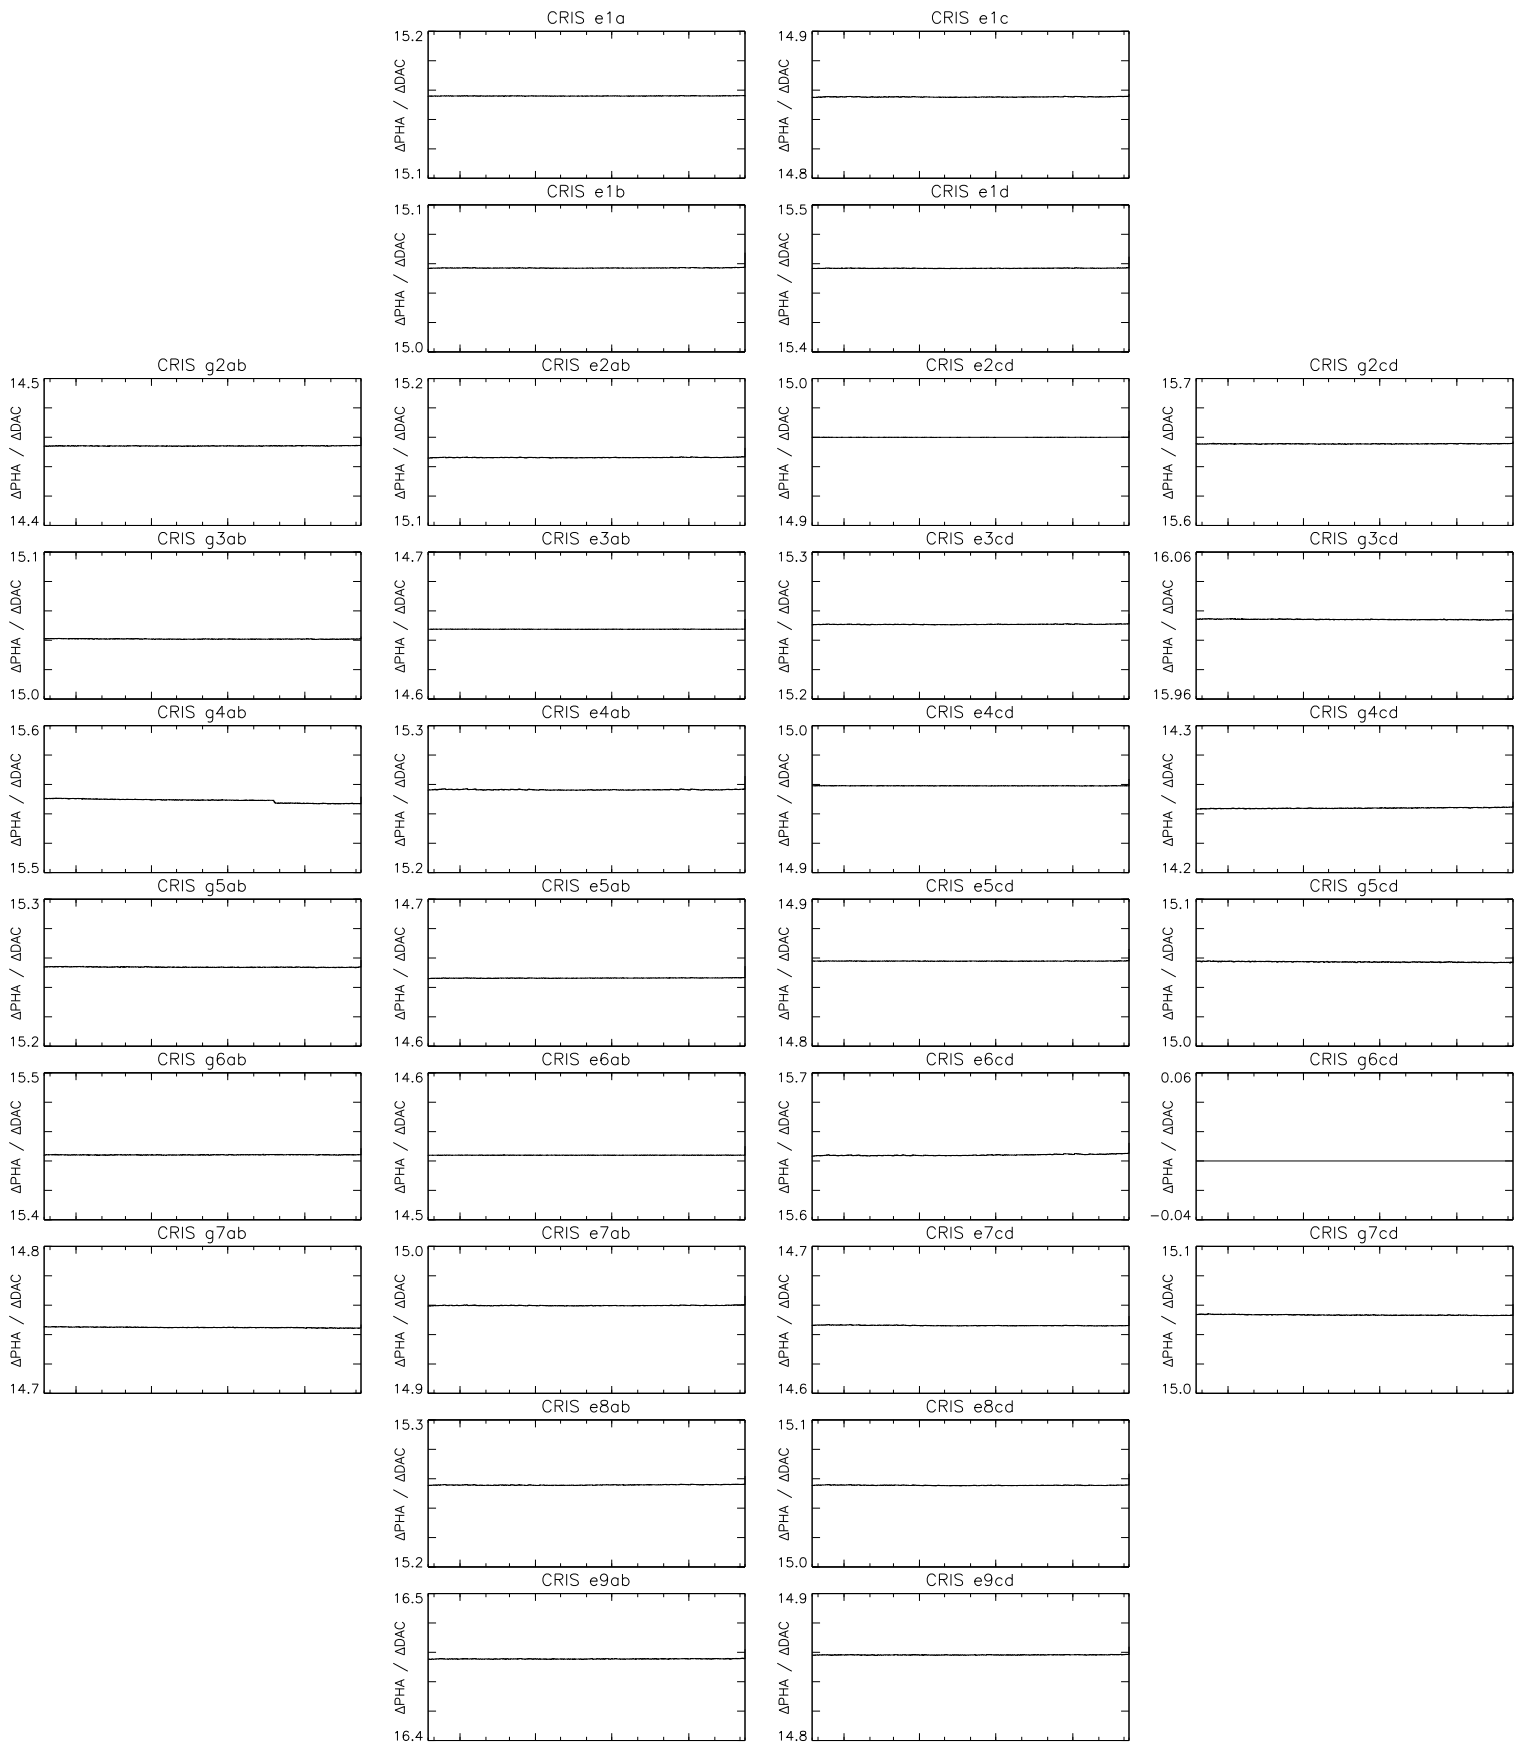 CRIS e1a
15.2
ΔPHA / ΔDAC
15.1
CRIS e1c
14.9
ΔPHA / ΔDAC
14.8
CRIS e1b
15.1
ΔPHA / ΔDAC
15.0
CRIS e1d
15.5
ΔPHA / ΔDAC
15.4
CRIS g2ab
14.5
ΔPHA / ΔDAC
14.4
CRIS e2ab
15.2
ΔPHA / ΔDAC
15.1
CRIS e2cd
15.0
ΔPHA / ΔDAC
14.9
CRIS g2cd
15.7
ΔPHA / ΔDAC
15.6
CRIS g3ab
15.1
ΔPHA / ΔDAC
15.0
CRIS e3ab
14.7
ΔPHA / ΔDAC
14.6
CRIS e3cd
15.3
ΔPHA / ΔDAC
15.2
CRIS g3cd
16.06
ΔPHA / ΔDAC
15.96
CRIS g4ab
15.6
ΔPHA / ΔDAC
15.5
CRIS e4ab
15.3
ΔPHA / ΔDAC
15.2
CRIS e4cd
15.0
ΔPHA / ΔDAC
14.9
CRIS g4cd
14.3
ΔPHA / ΔDAC
14.2
CRIS g5ab
15.3
ΔPHA / ΔDAC
15.2
CRIS e5ab
14.7
ΔPHA / ΔDAC
14.6
CRIS e5cd
14.9
ΔPHA / ΔDAC
14.8
CRIS g5cd
15.1
ΔPHA / ΔDAC
15.0
CRIS g6ab
15.5
ΔPHA / ΔDAC
15.4
CRIS e6ab
14.6
ΔPHA / ΔDAC
14.5
CRIS e6cd
15.7
ΔPHA / ΔDAC
15.6
CRIS g6cd
0.06
ΔPHA / ΔDAC
−0.04
CRIS g7ab
14.8
ΔPHA / ΔDAC
14.7
CRIS e7ab
15.0
ΔPHA / ΔDAC
14.9
CRIS e7cd
14.7
ΔPHA / ΔDAC
14.6
CRIS g7cd
15.1
ΔPHA / ΔDAC
15.0
CRIS e8ab
15.3
ΔPHA / ΔDAC
15.2
CRIS e8cd
15.1
ΔPHA / ΔDAC
15.0
CRIS e9ab
16.5
ΔPHA / ΔDAC
16.4
CRIS e9cd
14.9
ΔPHA / ΔDAC
14.8